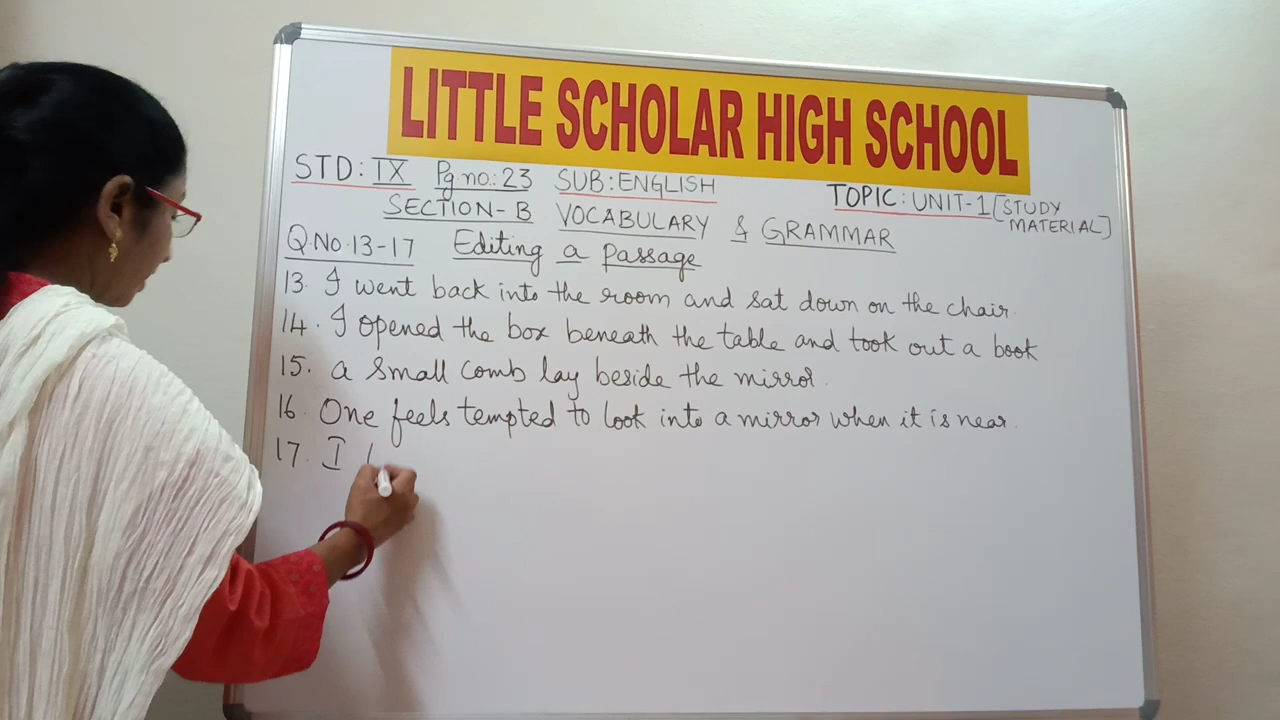 LITTLE SCHOLAR HIGH SCHOOL
STD: IX Pg.no.: 23 SUB: ENGLISH TOPIC: UNIT-1 [STUDY MATERIAL]
SECTION-B VOCABULARY & GRAMMAR
Q.No.13-17 Editing a passage
13. I went back into the room and sat down on the chair.
14. I opened the box beneath the table and took out a book
15. a small comb lay beside the mirror.
16. One feels tempted to look into a mirror when it is near.
17. I